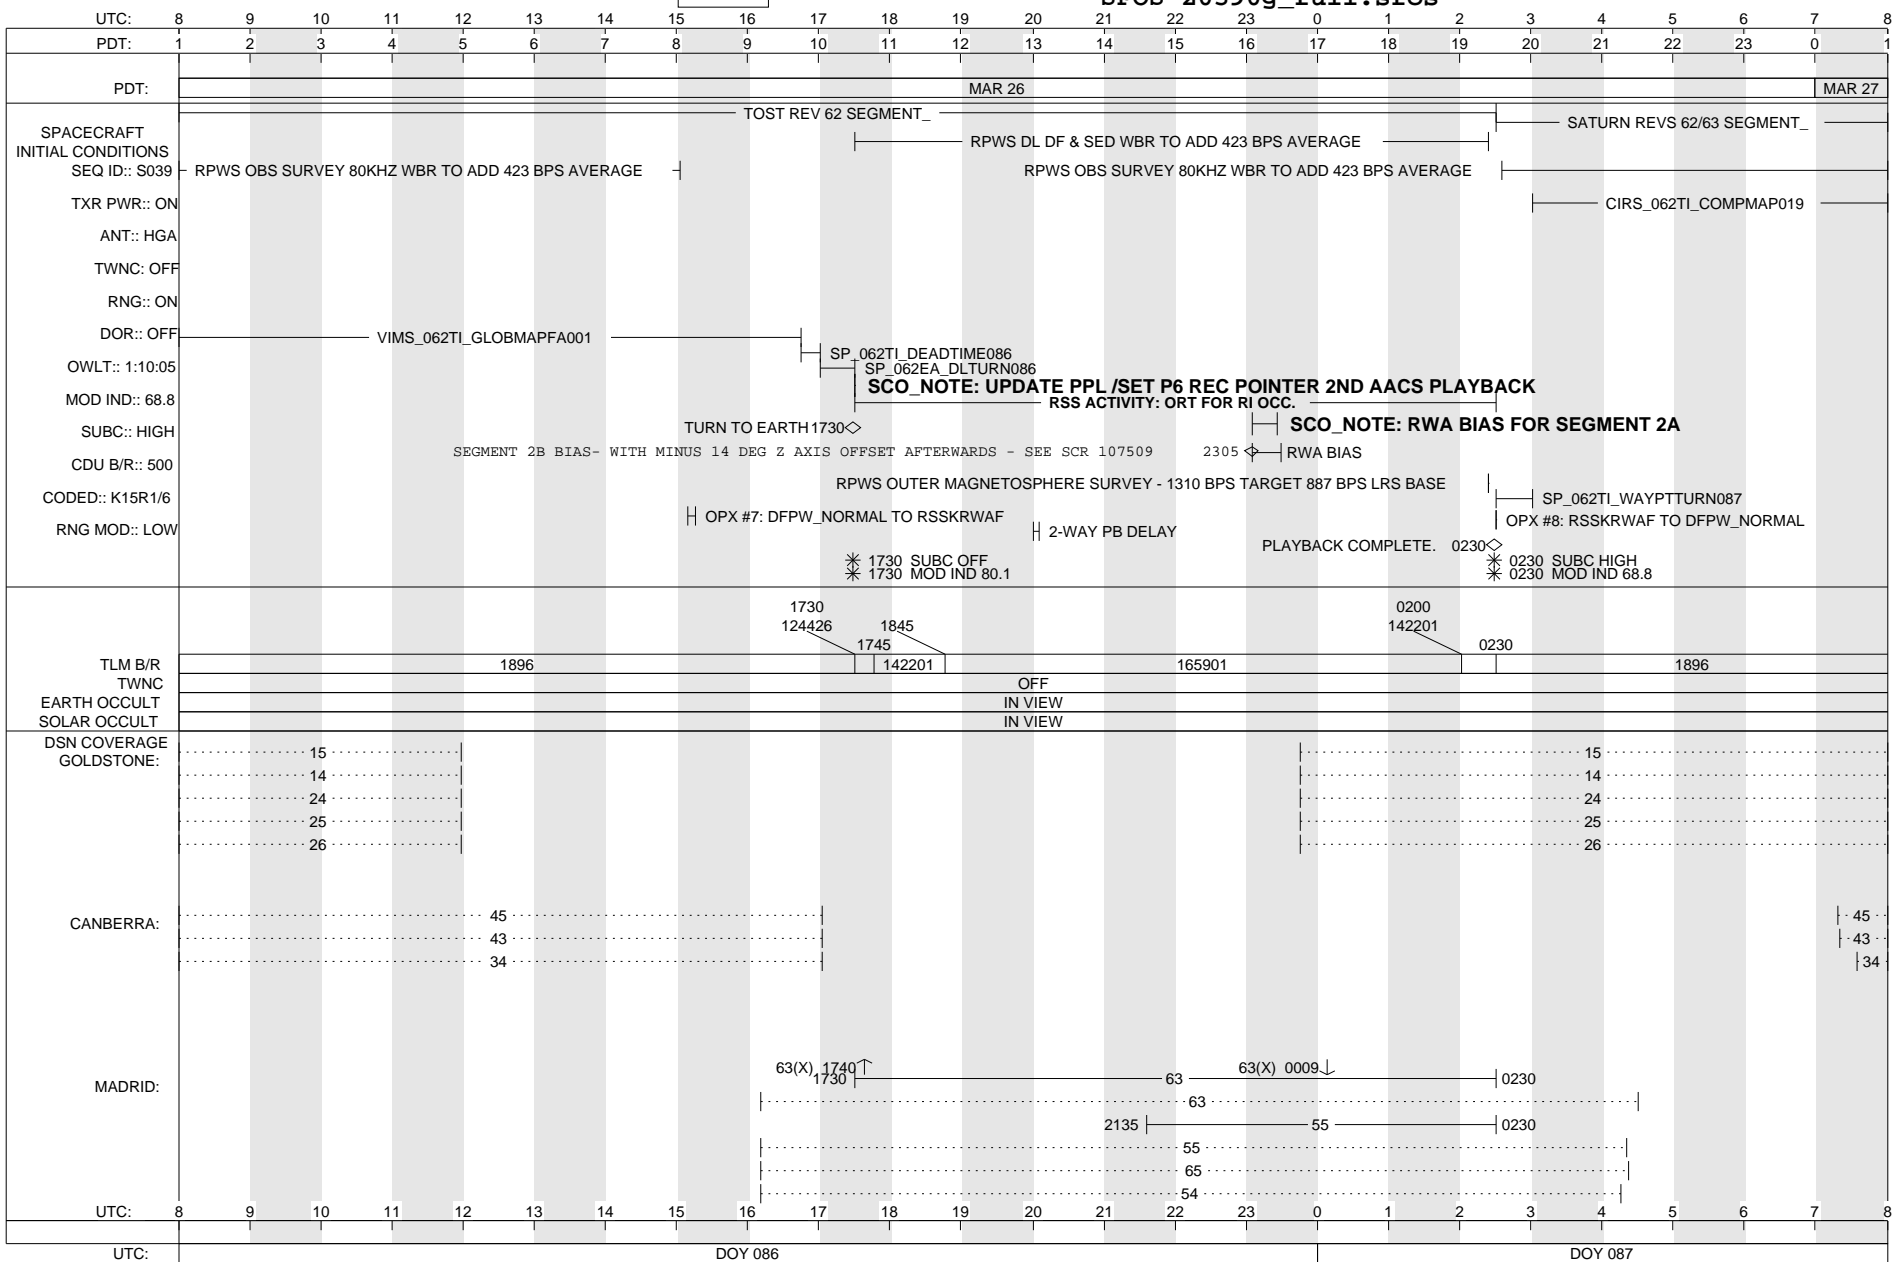 UTC: 8 9 10 11 12 13 14 15 16 17 18 19 20 21 22 23 0 1 2 3 4 5 6 7 8
PDT: 1 2 3 4 5 6 7 8 9 10 11 12 13 14 15 16 17 18 19 20 21 22 23 0 1
PDT: MAR 26 MAR 27
TOST REV 62 SEGMENT_
SATURN REVS 62/63 SEGMENT_
SPACECRAFT
INITIAL CONDITIONS
RPWS DL DF & SED WBR TO ADD 423 BPS AVERAGE
SEQ ID:: S039 RPWS OBS SURVEY 80KHZ WBR TO ADD 423 BPS AVERAGE RPWS OBS SURVEY 80KHZ WBR TO ADD 423 BPS AVERAGE
TXR PWR:: ON CIRS_062TI_COMPMAP019
ANT:: HGA
TWNC: OFF
RNG:: ON
DOR:: OFF VIMS_062TI_GLOBMAPFA001
SP_062TI_DEADTIME086
OWLT:: 1:10:05 SP_062EA_DLTURN086
SCO_NOTE: UPDATE PPL /SET P6 REC POINTER 2ND AACS PLAYBACK
MOD IND:: 68.8 RSS ACTIVITY: ORT FOR RI OCC.
SUBC:: HIGH TURN TO EARTH 1730 SCO_NOTE: RWA BIAS FOR SEGMENT 2A
SEGMENT 2B BIAS- WITH MINUS 14 DEG Z AXIS OFFSET AFTERWARDS - SEE SCR 107509 2305 RWA BIAS
CDU B/R:: 500
RPWS OUTER MAGNETOSPHERE SURVEY - 1310 BPS TARGET 887 BPS LRS BASE
CODED:: K15R1/6 SP_062TI_WAYPTTURN087
OPX #7: DFPW_NORMAL TO RSSKRWAF OPX #8: RSSKRWAF TO DFPW_NORMAL
RNG MOD:: LOW 2-WAY PB DELAY
PLAYBACK COMPLETE. 0230
1730 SUBC OFF 0230 SUBC HIGH
1730 MOD IND 80.1 0230 MOD IND 68.8
1730 0200
124426 1845 142201
1745 0230
TLM B/R 1896 142201 165901 1896
TWNC OFF
EARTH OCCULT IN VIEW
SOLAR OCCULT IN VIEW
DSN COVERAGE
GOLDSTONE:
15 15
14 14
24 24
25 25
26 26
CANBERRA:
45 45
43 43
34 34
MADRID:
63(X) 1740 63(X) 0009
1730 63 0230
63
2135 55 0230
55
65
54
UTC: 8 9 10 11 12 13 14 15 16 17 18 19 20 21 22 23 0 1 2 3 4 5 6 7 8
UTC: DOY 086 DOY 087